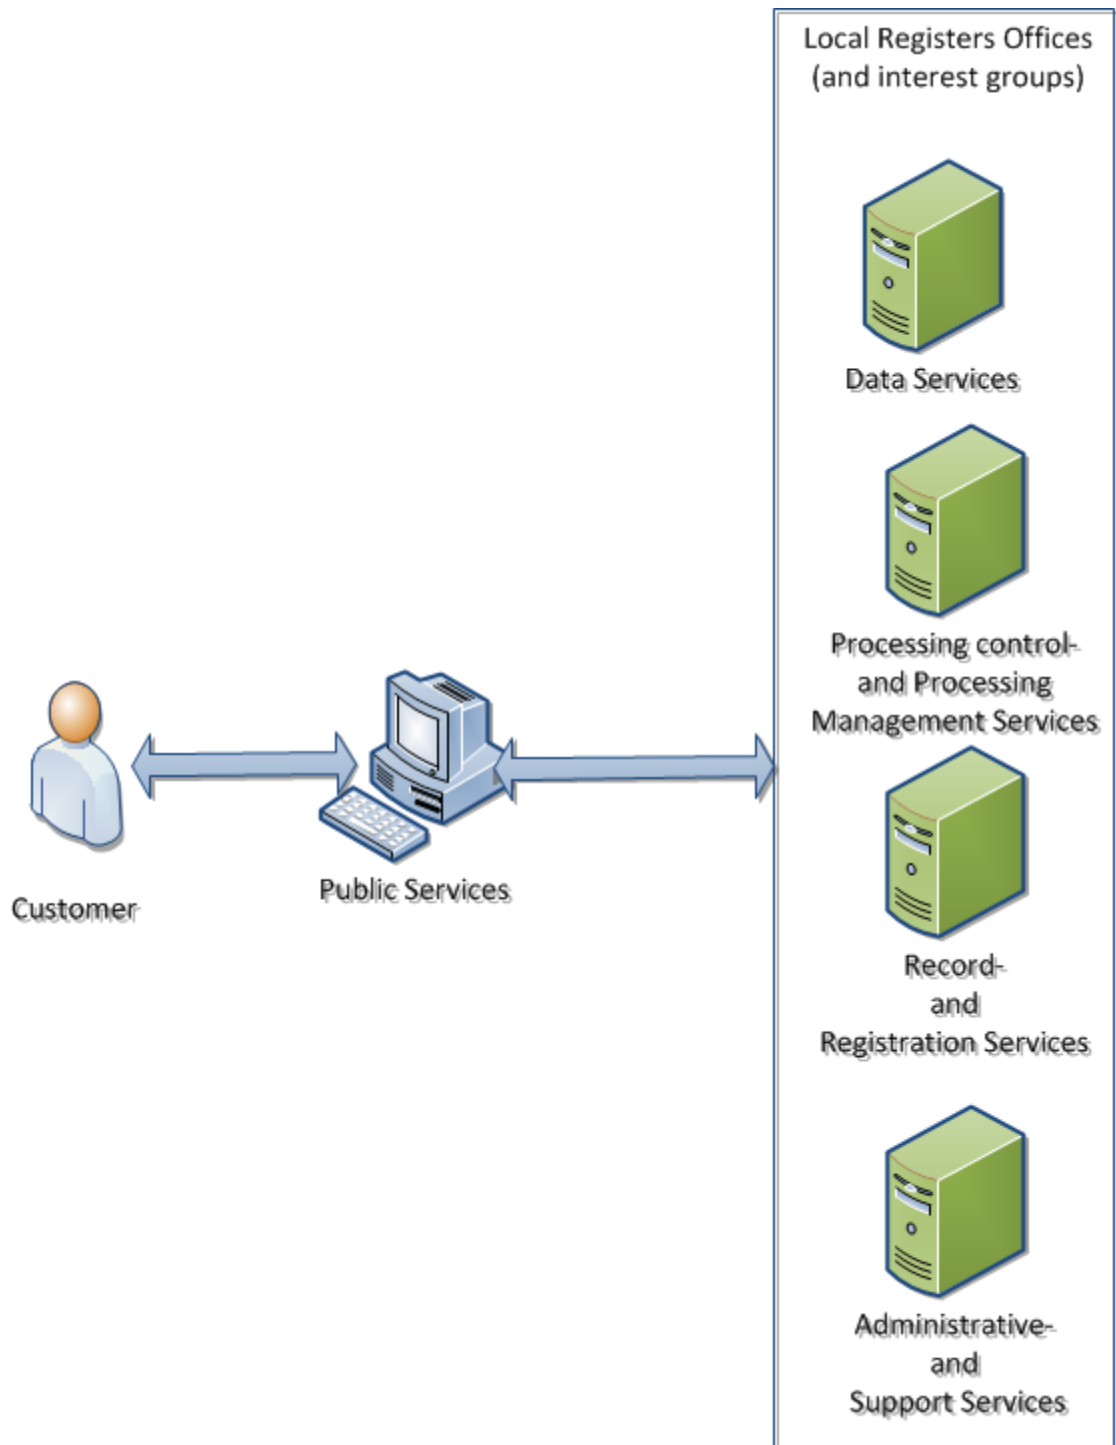 Local Registers Offices
(and interest groups)
Data Services
Processing control-
and Processing
Management Services
Customer
Public Services
Record-
and
Registration Services
Administrative-
and
Support Services